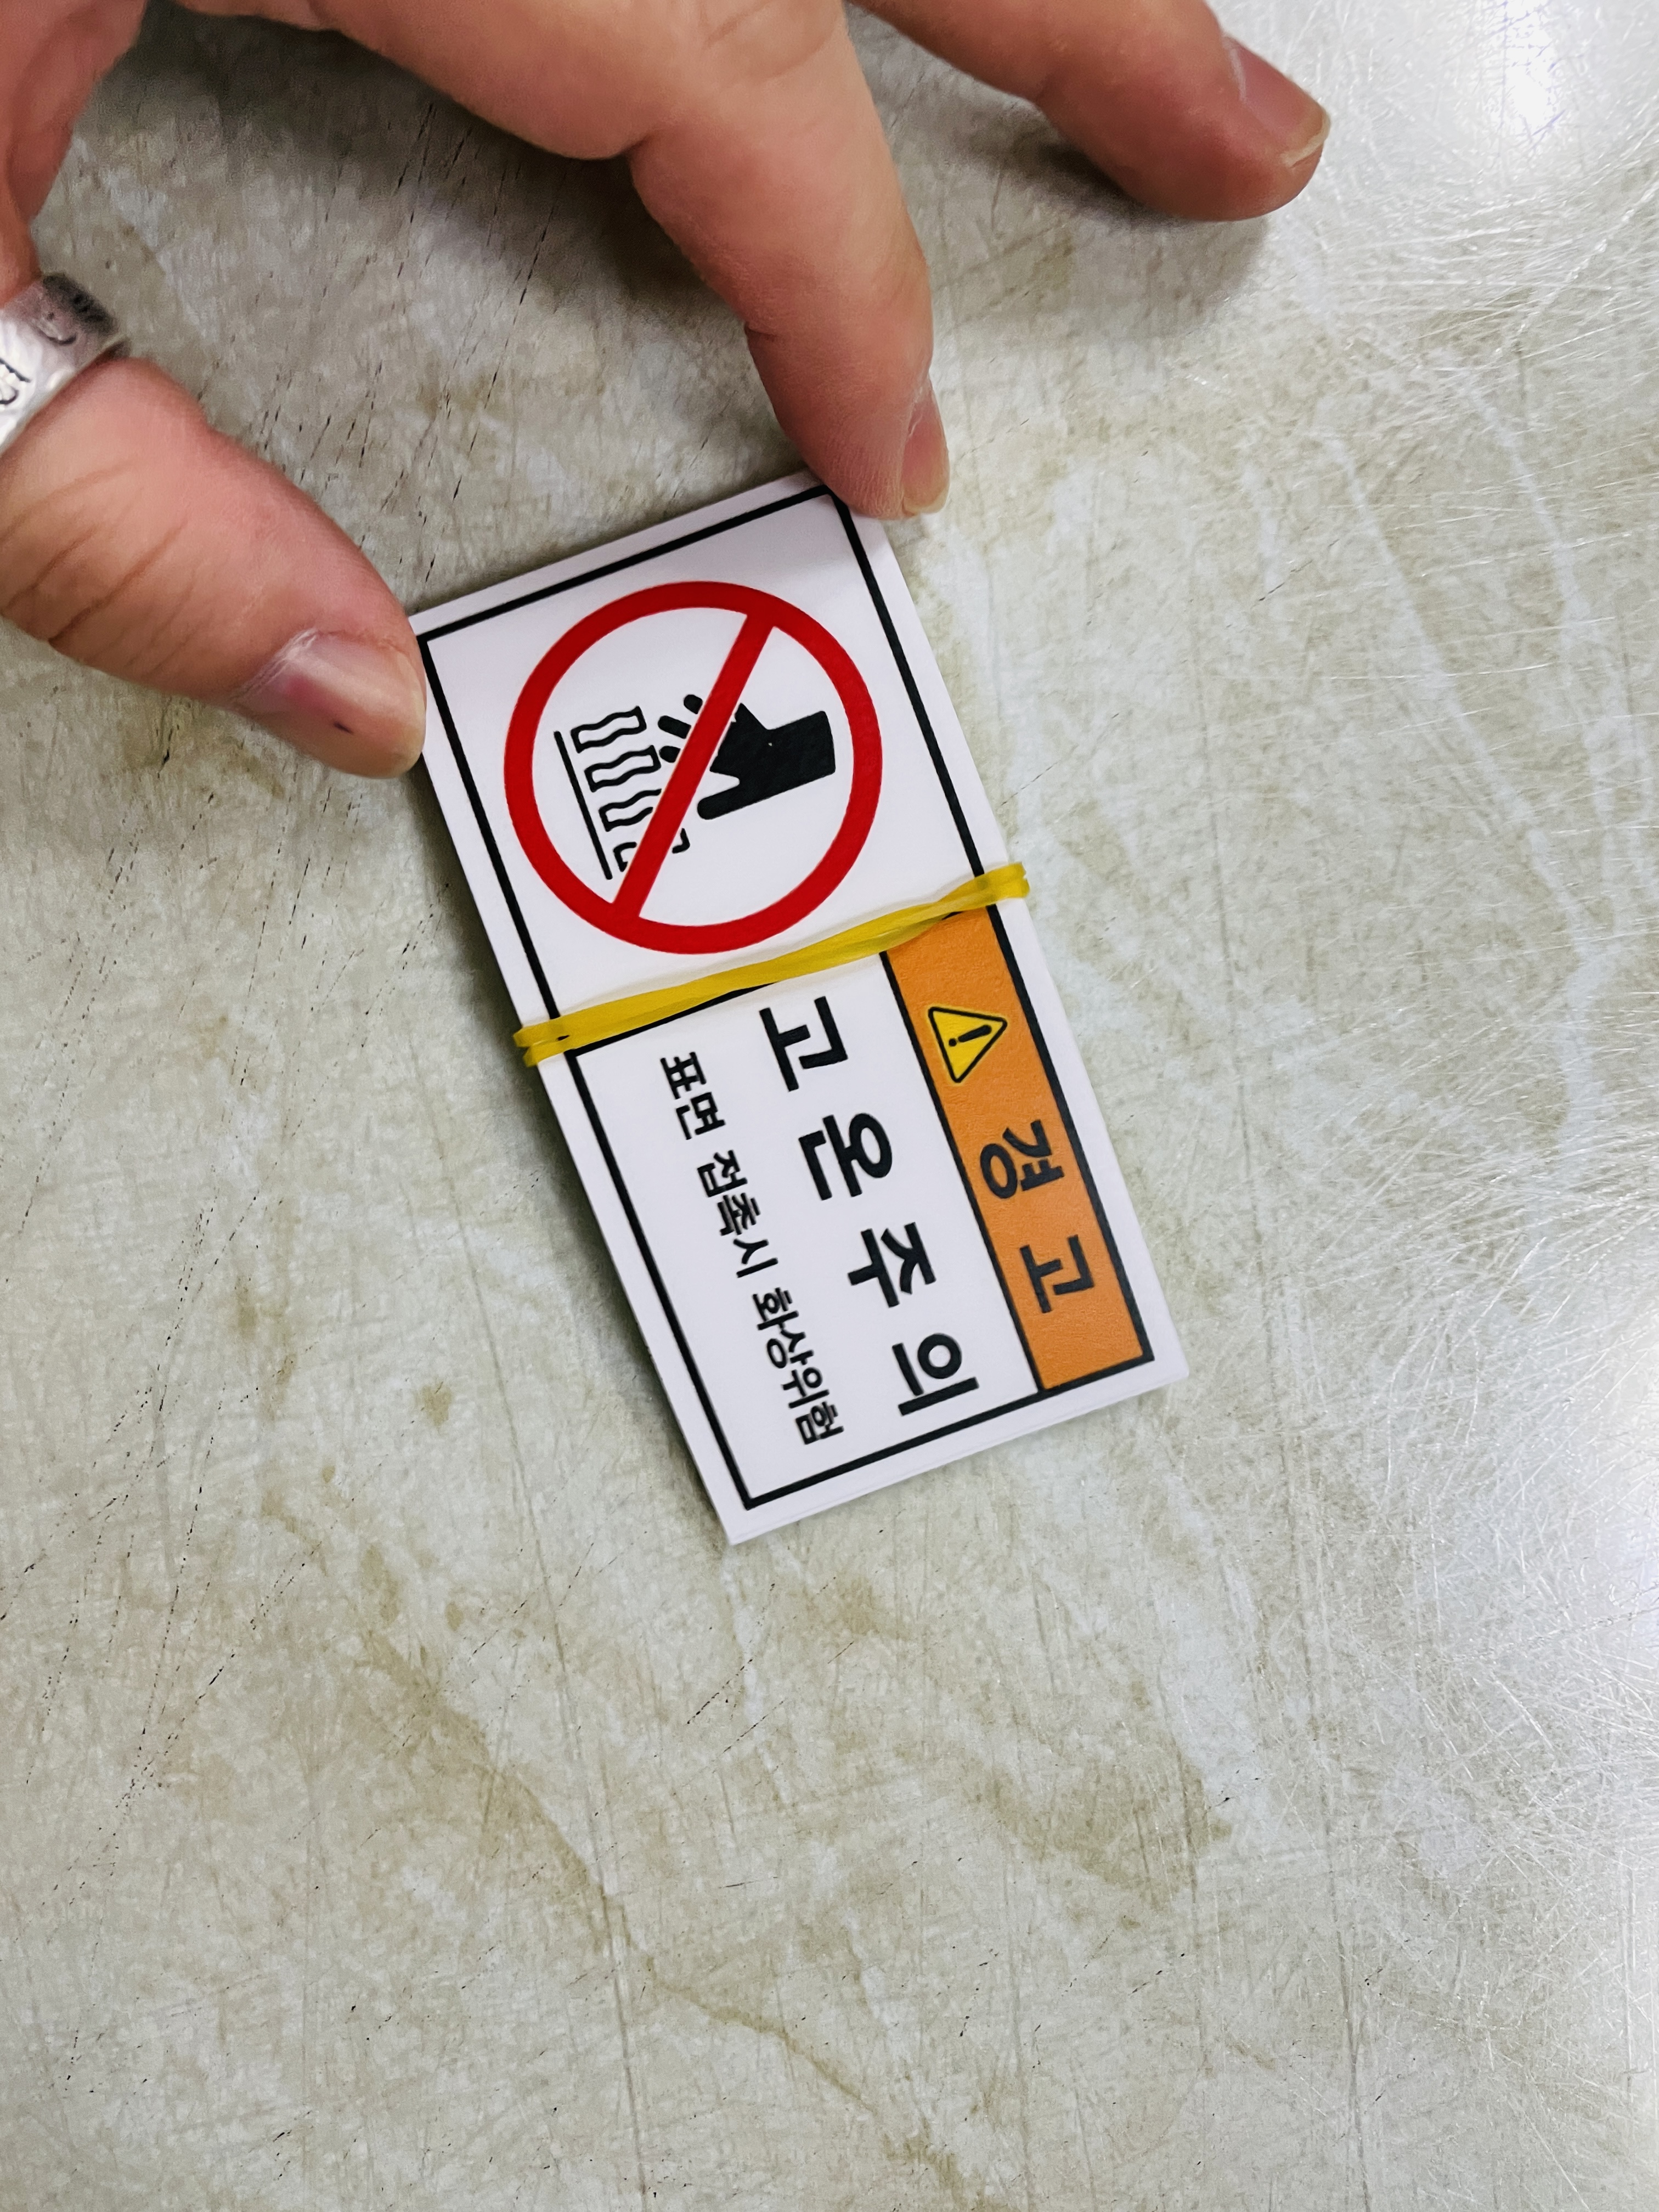 경고
고온주의
표면 접촉시 화상위험